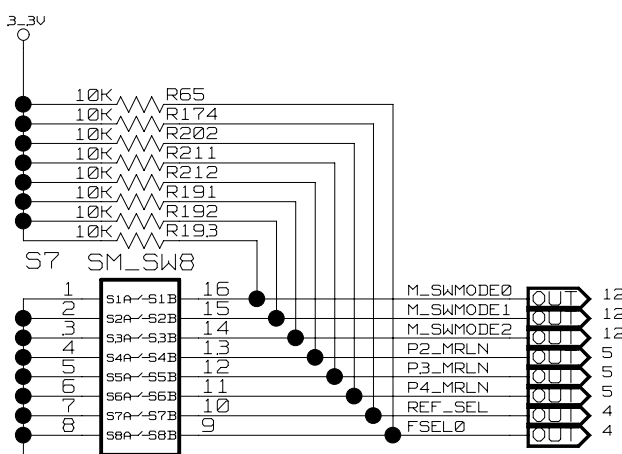 3_3V
10K R65
10K R174
10K R202
10K R211
10K R212
10K R191
10K R192
10K R193
S7 SM_SW8
1 S1A S1B 16 M_SWMODE0 OUT 12
2 S2A S2B 15 M_SWMODE1 OUT 12
3 S3A S3B 14 M_SWMODE2 OUT 12
4 S4A S4B 13 P2_MRLN OUT 5
5 S5A S5B 12 P3_MRLN OUT 5
6 S6A S6B 11 P4_MRLN OUT 5
7 S7A S7B 10 REF_SEL OUT 4
8 S8A S8B 9 FSEL0 OUT 4